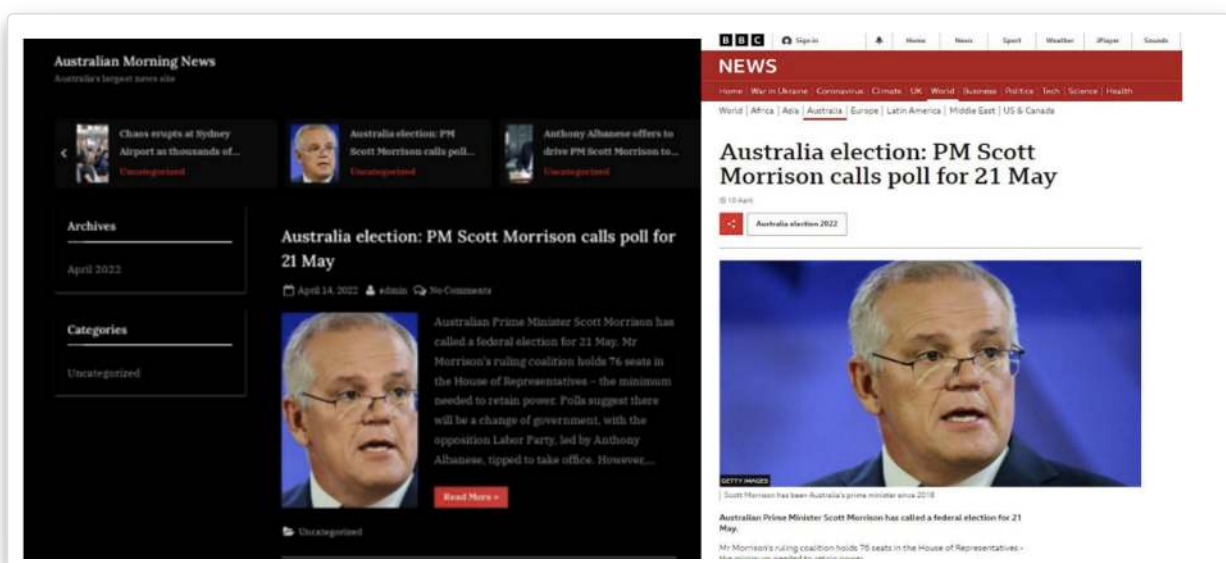 Australian Morning News
Australia's largest news site
Chaos erupts at Sydney
Airport as thousands of...
Uncategorized
Australia election: PM
Scott Morrison calls poll...
Uncategorized
Anthony Albanese offers to
drive PM Scott Morrison to...
Uncategorized
Archives
April 2022
Categories
Uncategorized
Australia election: PM Scott Morrison calls poll for
21 May
April 14, 2022 admin No Comments
Australian Prime Minister Scott Morrison has
called a federal election for 21 May. Mr
Morrison's ruling coalition holds 76 seats in
the House of Representatives – the minimum
needed to retain power. Polls suggest there
will be a change of government, with the
opposition Labor Party, led by Anthony
Albanese, tipped to take office. However,...
Read More »
Uncategorized
BBC Sign in Home News Sport Weather iPlayer Sounds
NEWS
Home | War in Ukraine | Coronavirus | Climate | UK | World | Business | Politics | Tech | Science | Health
World | Africa | Asia | Australia | Europe | Latin America | Middle East | US & Canada
Australia election: PM Scott
Morrison calls poll for 21 May
10 April
Australia election 2022
GETTY IMAGES
Scott Morrison has been Australia's prime minister since 2018
Australian Prime Minister Scott Morrison has called a federal election for 21
May.
Mr Morrison's ruling coalition holds 76 seats in the House of Representatives –
the minimum needed to retain power.